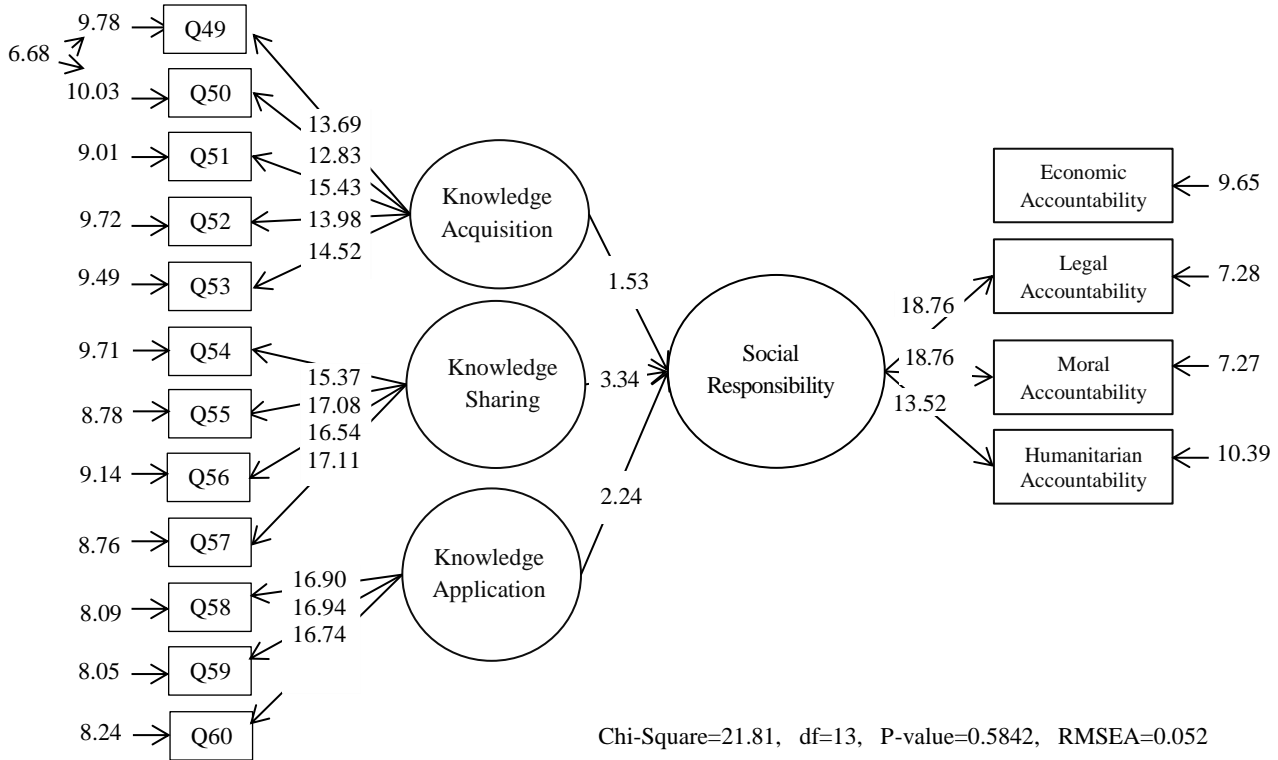 9.78
Q49
6.68
10.03
Q50
13.69
12.83
9.01
Q51
15.43
9.72
Q52
13.98
14.52
9.49
Q53
Knowledge
Acquisition
9.71
Q54
15.37
8.78
Q55
17.08
16.54
9.14
Q56
17.11
8.76
Q57
Knowledge
Sharing
16.90
8.09
Q58
16.94
16.74
8.05
Q59
8.24
Q60
Knowledge
Application
1.53
3.34
2.24
Social
Responsibility
18.76
18.76
13.52
Economic
Accountability
9.65
Legal
Accountability
7.28
Moral
Accountability
7.27
Humanitarian
Accountability
10.39
Chi-Square=21.81, df=13, P-value=0.5842, RMSEA=0.052